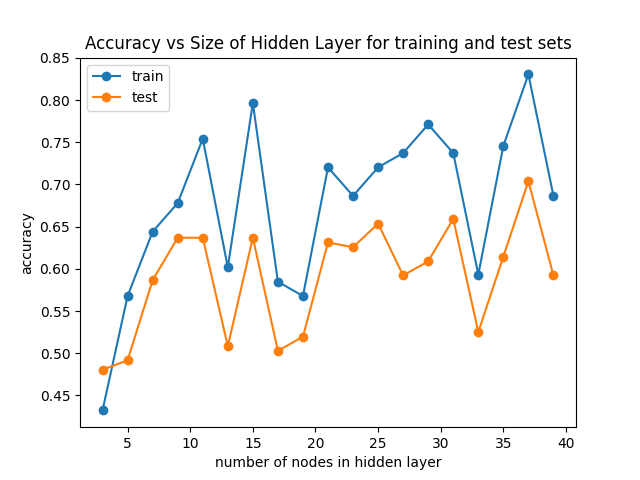 Accuracy vs Size of Hidden Layer for training and test sets
train
test
accuracy
0.85
0.80
0.75
0.70
0.65
0.60
0.55
0.50
0.45
5 10 15 20 25 30 35 40
number of nodes in hidden layer